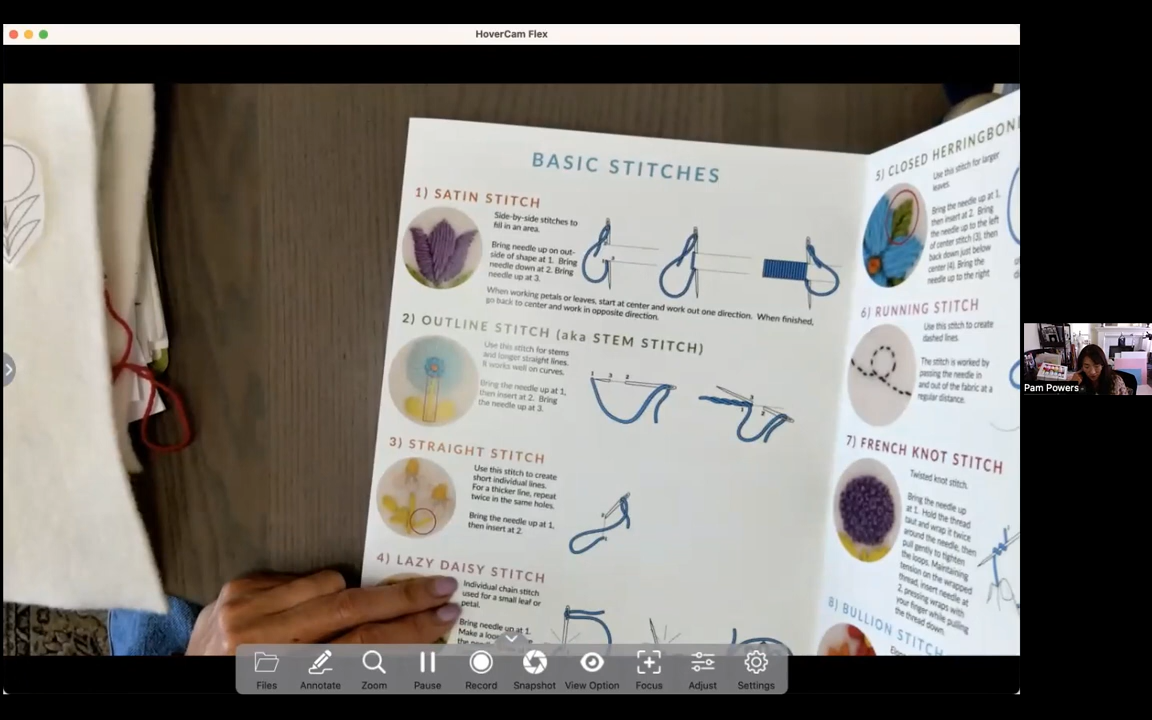 HoverCam Flex
BASIC STITCHES
1) SATIN STITCH
Side-by-side stitches to
fill in an area.
Bring needle up on out-
side of shape at 1. Bring
needle down at 2. Bring
needle up at 3.
When working petals or leaves, start at center and work out one direction. When finished,
go back to center and work in opposite direction.
2) OUTLINE STITCH (aka STEM STITCH)
Use this stitch for stems
and longer straight lines.
It works well on curves.
Bring the needle up at 1,
then insert at 2. Bring
the needle up at 3.
1 3 2
3
1 2
3) STRAIGHT STITCH
Use this stitch to create
short individual lines.
For a thicker line, repeat
twice in the same holes.
Bring the needle up at 1,
then insert at 2.
4) LAZY DAISY STITCH
Individual chain stitch
used for a small leaf or
petal.
Bring needle up at 1.
Make a loop
5) CLOSED HERRINGBON
Use this stitch for larger
leaves.
Bring the needle up at 1,
then insert at 2. Bring
the needle up to the left
of center stitch (3), then
back down just below
center (4). Bring the
needle up to the right
6) RUNNING STITCH
Use this stitch to create
dashed lines.
The stitch is worked by
passing the needle in
and out of the fabric at a
regular distance.
7) FRENCH KNOT STITCH
Twisted knot stitch.
Bring the needle up
at 1. Hold the thread
taut and wrap it twice
around the needle, then
pull gently to tighten
the loops. Maintaining
tension on the wrapped
thread, insert needle at
2, pressing wraps with
your finger while pulling
the thread down.
8) BULLION STITCH
Pam Powers
Files
Annotate
Zoom
Pause
Record
Snapshot
View Option
Focus
Adjust
Settings